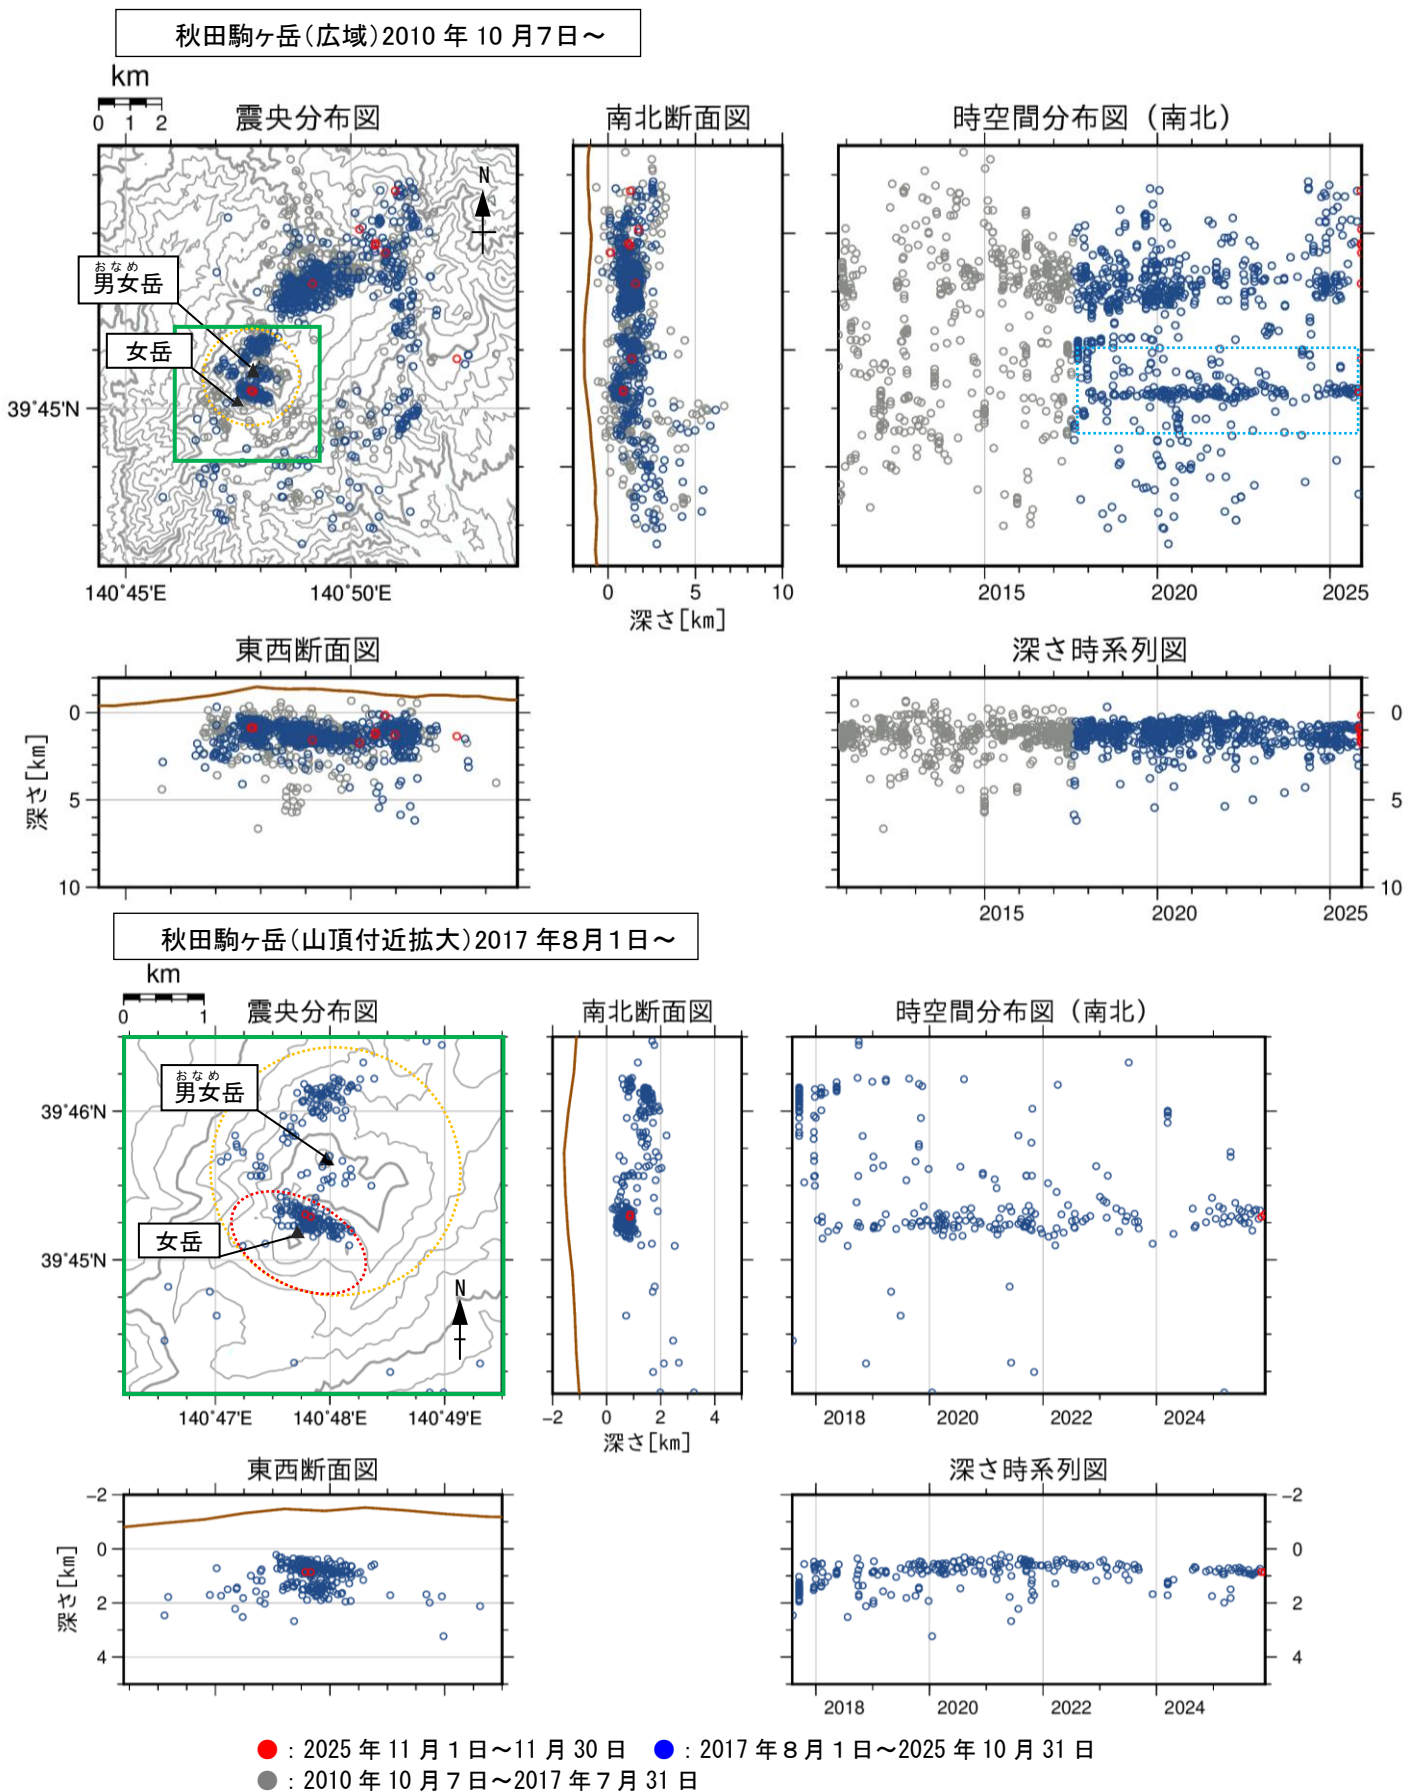 秋田駒ヶ岳（広域）2010 年 10 月７日～
km
0 1 2
震央分布図
南北断面図
時空間分布図（南北）
N
おなめ
男女岳
女岳
39°45'N
140°45'E 140°50'E
0 5 10
深さ[km]
2015 2020 2025
東西断面図
深さ時系列図
0
5
10
深さ[km]
0
5
10
2015 2020 2025
秋田駒ヶ岳（山頂付近拡大）2017 年８月１日～
km
0 1
震央分布図
南北断面図
時空間分布図（南北）
おなめ
男女岳
39°46'N
女岳
39°45'N
N
140°47'E 140°48'E 140°49'E
-2 0 2 4
深さ[km]
2018 2020 2022 2024
東西断面図
深さ時系列図
-2
0
2
4
深さ[km]
-2
0
2
4
2018 2020 2022 2024
：2025 年 11 月 １ 日～11 月 30 日 ：2017 年 ８ 月 １ 日～2025 年 10 月 31 日
：2010 年 10 月 ７ 日～2017 年 ７ 月 31 日